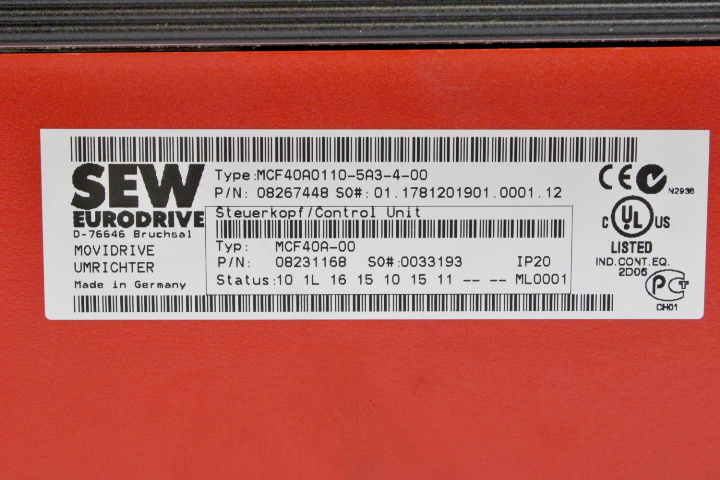 SEW
EURODRIVE
D-76646 Bruchsal
MOVIDRIVE
UMRICHTER
Made in Germany
Type:MCF40A0110-5A3-4-00
P/N: 08267448 S0#: 01.1781201901.0001.12
Steuerkopf/Control Unit
Typ: MCF40A-00
P/N: 08231168 S0#:0033193 IP20
Status:10 1L 16 15 10 15 11 -- -- ML0001
CE N2936
C UL US
LISTED
IND.CONT.EQ.
2D06
PCT
CH01